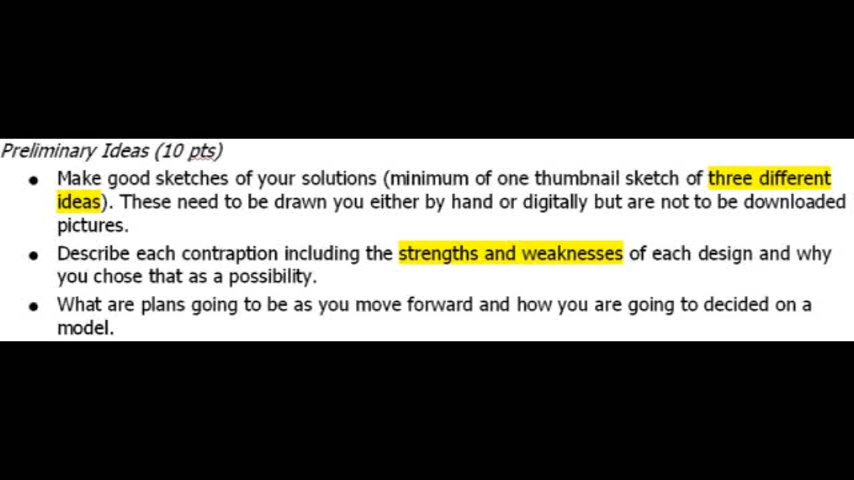 Preliminary Ideas (10 pts)
● Make good sketches of your solutions (minimum of one thumbnail sketch of three different
ideas). These need to be drawn you either by hand or digitally but are not to be downloaded
pictures.
● Describe each contraption including the strengths and weaknesses of each design and why
you chose that as a possibility.
● What are plans going to be as you move forward and how you are going to decided on a
model.